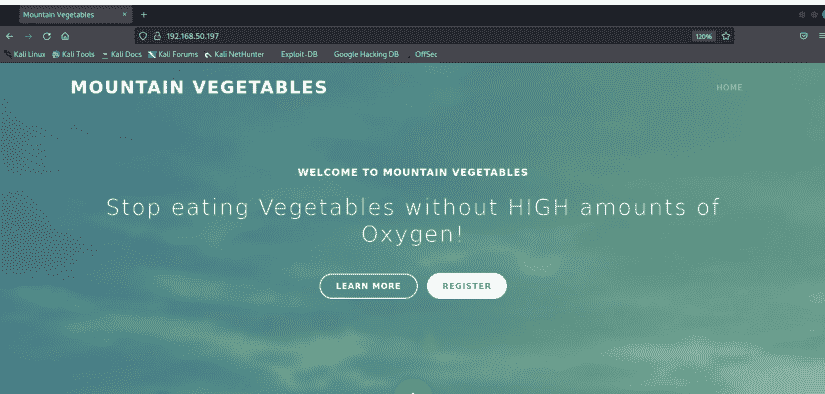 Mountain Vegetables
192.168.50.197
120%
Kali Linux Kali Tools Kali Docs Kali Forums Kali NetHunter Exploit-DB Google Hacking DB OffSec
MOUNTAIN VEGETABLES
HOME
WELCOME TO MOUNTAIN VEGETABLES
Stop eating Vegetables without HIGH amounts of
Oxygen!
LEARN MORE
REGISTER